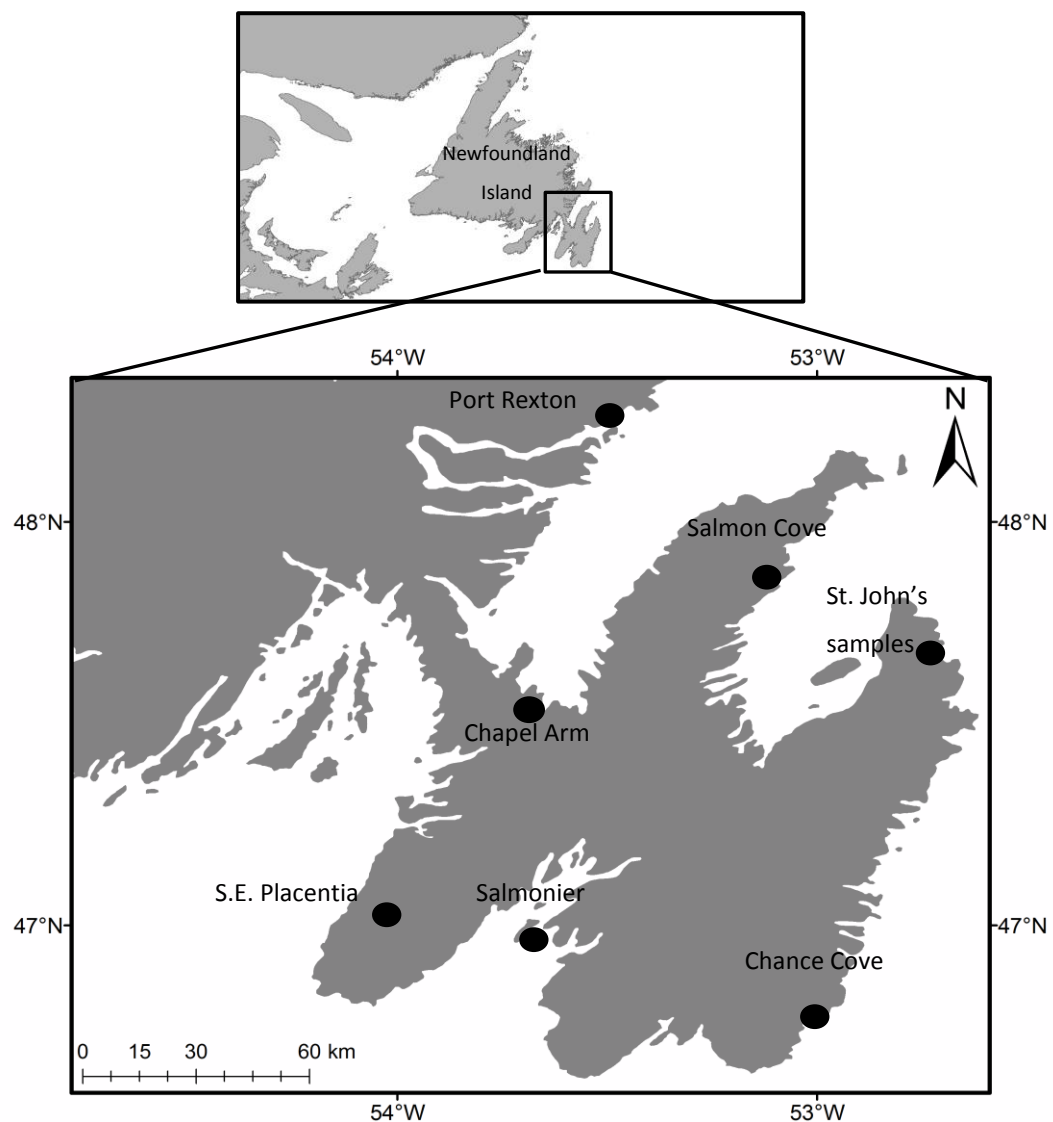 Newfoundland
Island
54°W
53°W
Port Rexton
N
48°N
48°N
Salmon Cove
St. John’s
samples
Chapel Arm
S.E. Placentia
Salmonier
47°N
47°N
Chance Cove
0 15 30 60 km
54°W
53°W